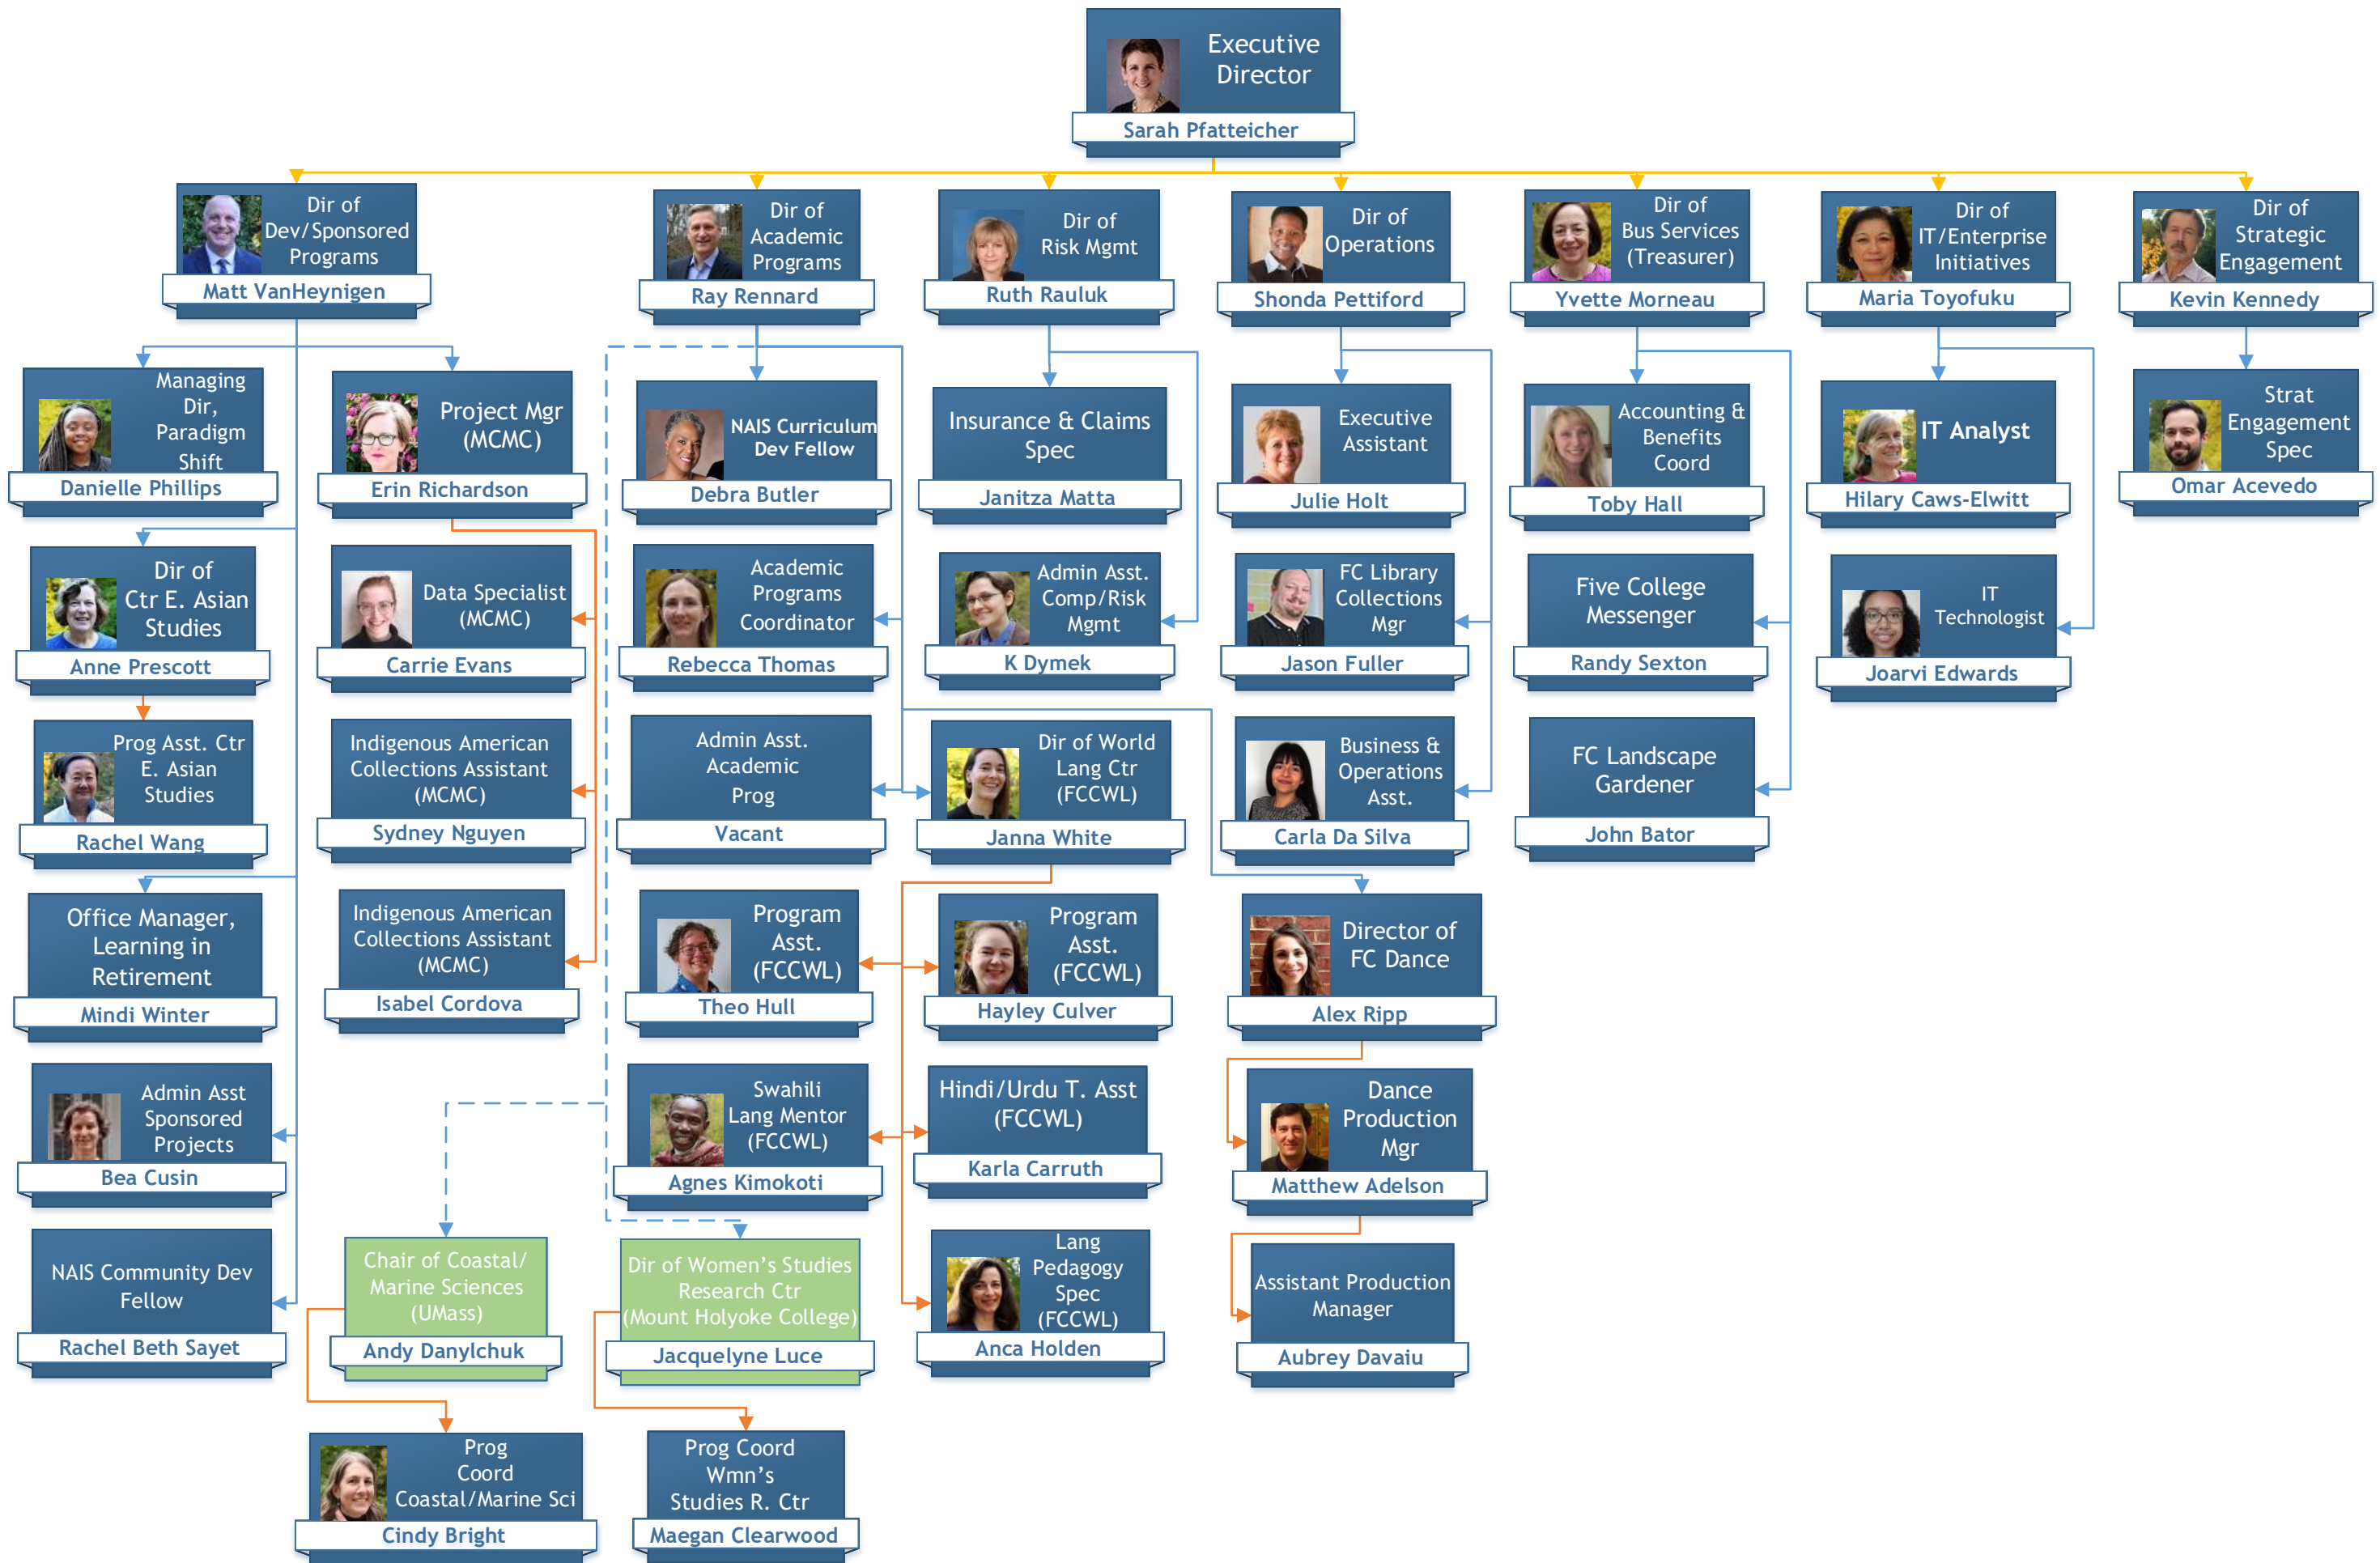 Executive
Director
Sarah Pfatteicher
Dir of
Dev/Sponsored
Programs
Matt VanHeynigen
Dir of
Academic
Programs
Ray Rennard
Dir of
Risk Mgmt
Ruth Rauluk
Dir of
Operations
Shonda Pettiford
Dir of
Bus Services
(Treasurer)
Yvette Morneau
Dir of
IT/Enterprise
Initiatives
Maria Toyofuku
Dir of
Strategic
Engagement
Kevin Kennedy
Managing
Dir,
Paradigm
Shift
Danielle Phillips
Project Mgr
(MCMC)
Erin Richardson
NAIS Curriculum
Dev Fellow
Debra Butler
Insurance & Claims
Spec
Janitza Matta
Executive
Assistant
Julie Holt
Accounting &
Benefits
Coord
Toby Hall
IT Analyst
Hilary Caws-Elwitt
Strat
Engagement
Spec
Omar Acevedo
Dir of
Ctr E. Asian
Studies
Anne Prescott
Data Specialist
(MCMC)
Carrie Evans
Academic
Programs
Coordinator
Rebecca Thomas
Admin Asst.
Comp/Risk
Mgmt
K Dymek
FC Library
Collections
Mgr
Jason Fuller
Five College
Messenger
Randy Sexton
IT
Technologist
Joarvi Edwards
Prog Asst. Ctr
E. Asian
Studies
Rachel Wang
Indigenous American
Collections Assistant
(MCMC)
Sydney Nguyen
Admin Asst.
Academic
Prog
Vacant
Dir of World
Lang Ctr
(FCCWL)
Janna White
Business &
Operations
Asst.
Carla Da Silva
FC Landscape
Gardener
John Bator
Office Manager,
Learning in
Retirement
Mindi Winter
Indigenous American
Collections Assistant
(MCMC)
Isabel Cordova
Program
Asst.
(FCCWL)
Theo Hull
Program
Asst.
(FCCWL)
Hayley Culver
Director of
FC Dance
Alex Ripp
Admin Asst
Sponsored
Projects
Bea Cusin
Swahili
Lang Mentor
(FCCWL)
Agnes Kimokoti
Hindi/Urdu T. Asst
(FCCWL)
Karla Carruth
Dance
Production
Mgr
Matthew Adelson
NAIS Community Dev
Fellow
Rachel Beth Sayet
Chair of Coastal/
Marine Sciences
(UMass)
Andy Danylchuk
Dir of Women's Studies
Research Ctr
(Mount Holyoke College)
Jacquelyne Luce
Lang
Pedagogy
Spec
(FCCWL)
Anca Holden
Assistant Production
Manager
Aubrey Davaiu
Prog
Coord
Coastal/Marine Sci
Cindy Bright
Prog Coord
Wmn's
Studies R. Ctr
Maegan Clearwood